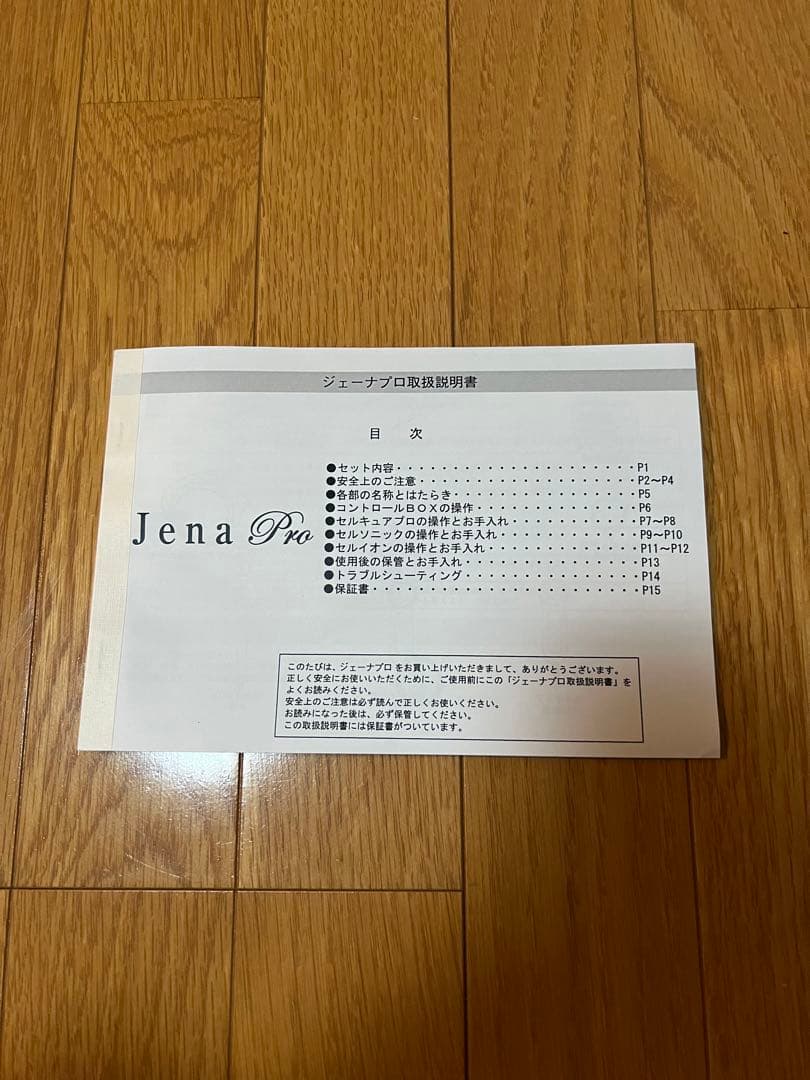 ジェーナプロ取扱説明書
目 次
●セット内容・・・・・・・・・・・・・・・・・・・・・P1
●安全上のご注意・・・・・・・・・・・・・・・・・・・P2～P4
●各部の名称とはたらき・・・・・・・・・・・・・・・・P5
●コントロールBOXの操作・・・・・・・・・・・・・・・P6
●セルキュアプロの操作とお手入れ・・・・・・・・・・・P7～P8
●セルソニックの操作とお手入れ・・・・・・・・・・・・P9～P10
●セルイオンの操作とお手入れ・・・・・・・・・・・・・P11～P12
●使用後の保管とお手入れ・・・・・・・・・・・・・・・P13
●トラブルシューティング・・・・・・・・・・・・・・・P14
●保証書・・・・・・・・・・・・・・・・・・・・・・・P15
Jena Pro
このたびは、ジェーナプロ をお買い上げいただきまして、ありがとうございます。
正しく安全にお使いいただくために、ご使用前にこの「ジェーナプロ取扱説明書」を
よくお読みください。
安全上のご注意は必ず読んで正しくお使いください。
お読みになった後は、必ず保管してください。
この取扱説明書には保証書がついています。